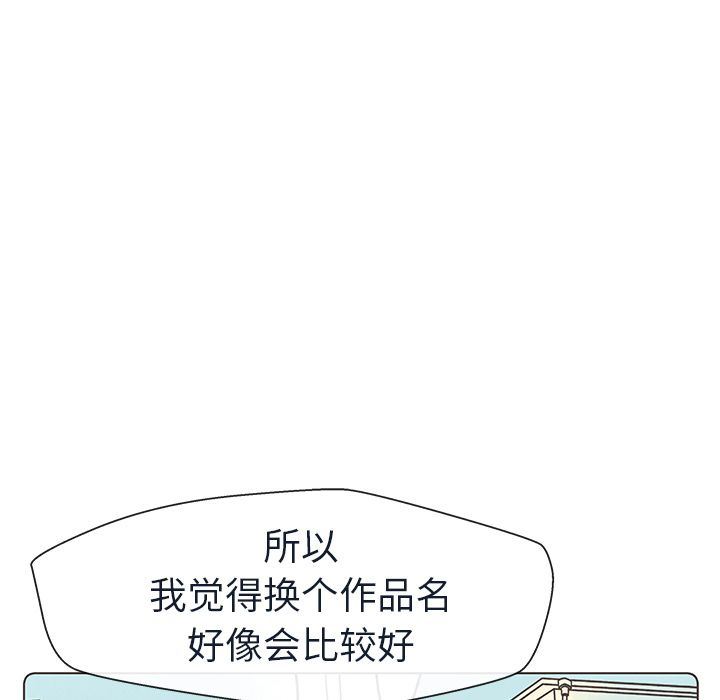 所以
我觉得换个作品名
好像会比较好